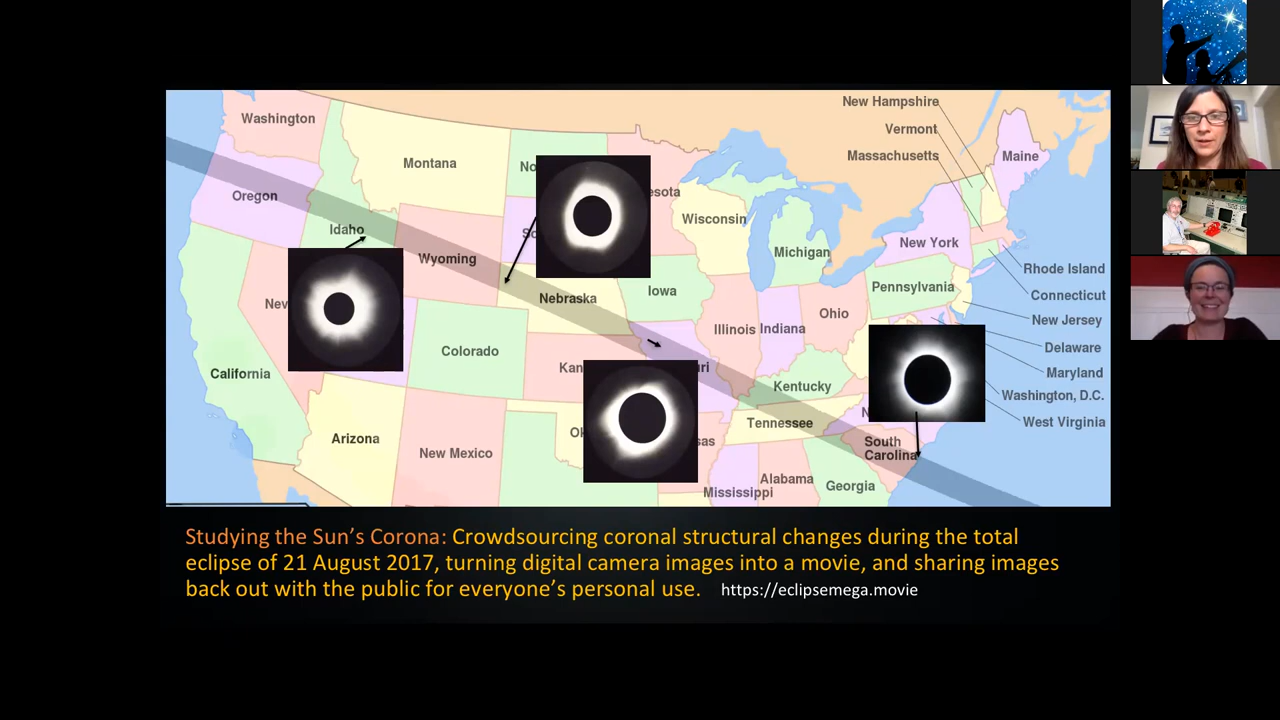 New Hampshire
Washington
Vermont
Montana
Massachusetts
Maine
Oregon
Wisconsin
Idaho
New York
Michigan
Wyoming
Rhode Island
Pennsylvania
Iowa
Connecticut
Nebraska
Ohio
New Jersey
Illinois
Indiana
Delaware
Colorado
California
Maryland
Kentucky
Washington, D.C.
Tennessee
West Virginia
Arizona
New Mexico
South
Carolina
Alabama
Georgia
Mississippi
Studying the Sun’s Corona: Crowdsourcing coronal structural changes during the total
eclipse of 21 August 2017, turning digital camera images into a movie, and sharing images
back out with the public for everyone’s personal use. https://eclipsemega.movie